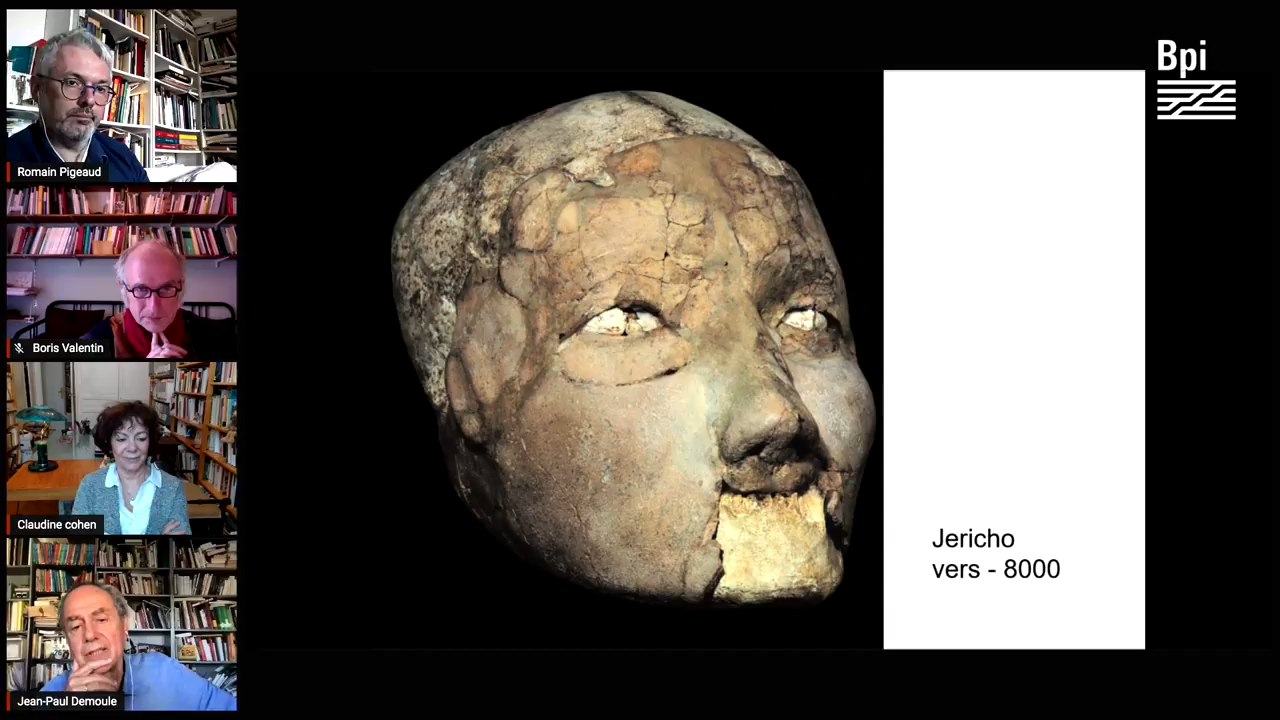 Romain Pigeaud
Boris Valentin
Claudine cohen
Jean-Paul Demoule
Jericho
vers - 8000
Bpi